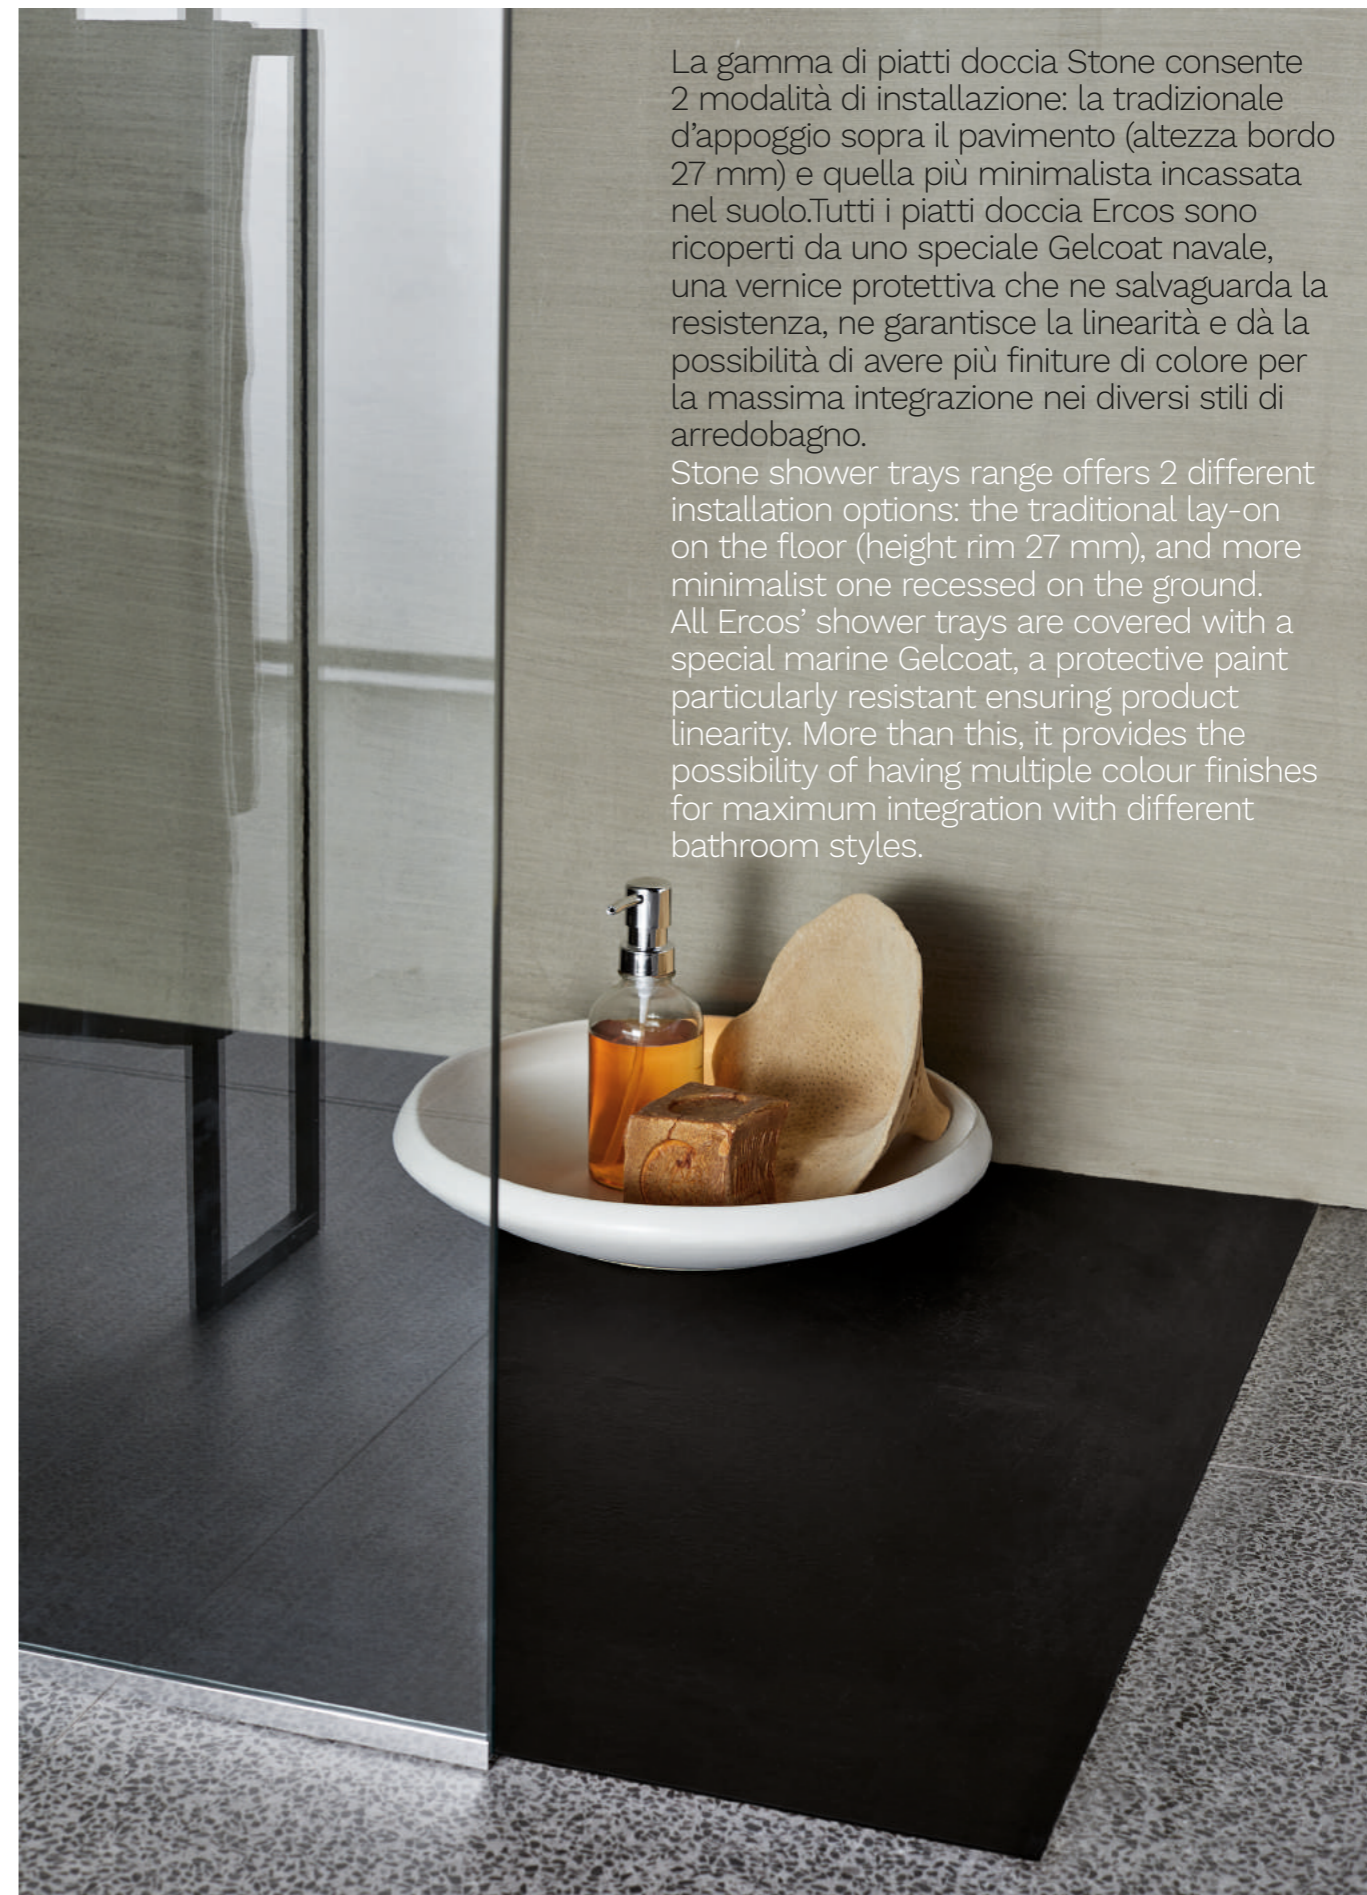 La gamma di piatti doccia Stone consente
2 modalità di installazione: la tradizionale
d’appoggio sopra il pavimento (altezza bordo
27 mm) e quella più minimalista incassata
nel suolo.Tutti i piatti doccia Ercos sono
ricoperti da uno speciale Gelcoat navale,
una vernice protettiva che ne salvaguarda la
resistenza, ne garantisce la linearità e dà la
possibilità di avere più finiture di colore per
la massima integrazione nei diversi stili di
arredobagno.
Stone shower trays range offers 2 different
installation options: the traditional lay-on
on the floor (height rim 27 mm), and more
minimalist one recessed on the ground.
All Ercos’ shower trays are covered with a
special marine Gelcoat, a protective paint
particularly resistant ensuring product
linearity. More than this, it provides the
possibility of having multiple colour finishes
for maximum integration with different
bathroom styles.